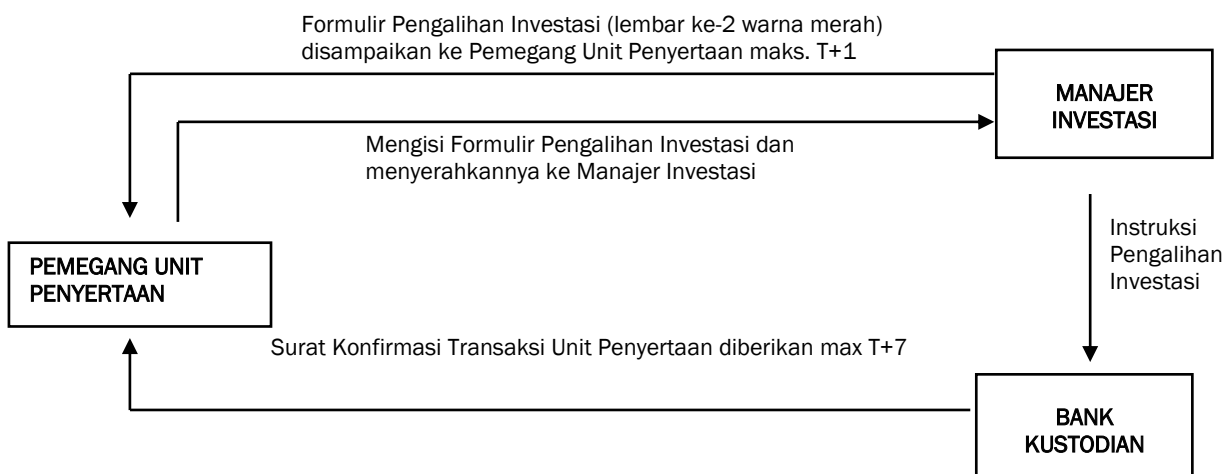 Formulir Pengalihan Investasi (lembar ke-2 warna merah)
disampaikan ke Pemegang Unit Penyertaan maks. T+1
MANAJER
INVESTASI
Mengisi Formulir Pengalihan Investasi dan
menyerahkannya ke Manajer Investasi
Instruksi
Pengalihan
Investasi
PEMEGANG UNIT
PENYERTAAN
Surat Konfirmasi Transaksi Unit Penyertaan diberikan max T+7
BANK
KUSTODIAN